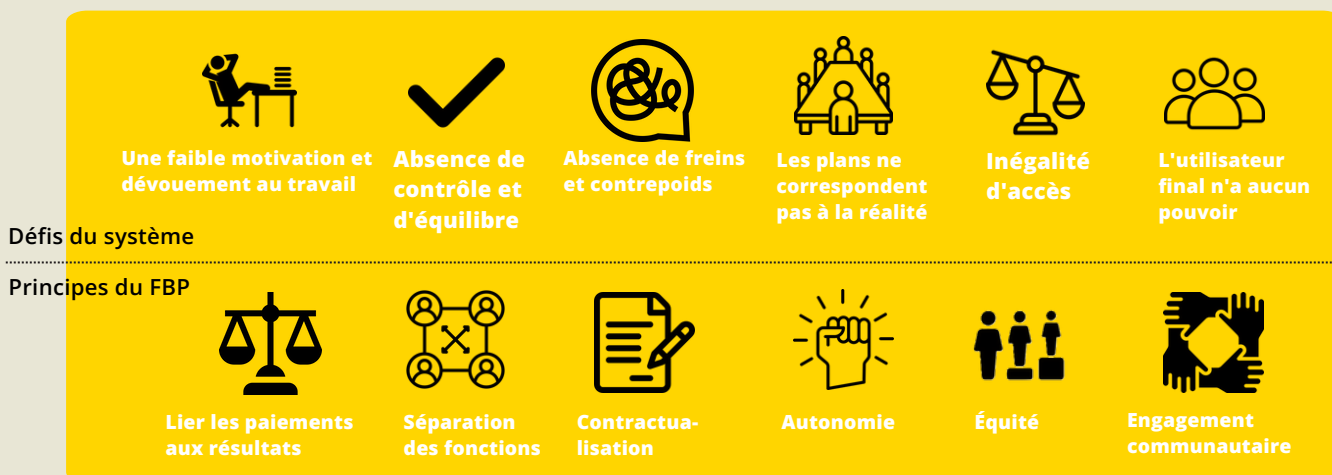 Une faible motivation et
dévouement au travail
Absence de
contrôle et
d'équilibre
Absence de freins
et contrepoids
Les plans ne
correspondent
pas à la réalité
Inégalité
d'accès
L'utilisateur
final n'a aucun
pouvoir
Défis du système
Principes du FBP
Lier les paiements
aux résultats
Séparation
des fonctions
Contractua-
lisation
Autonomie
Équité
Engagement
communautaire